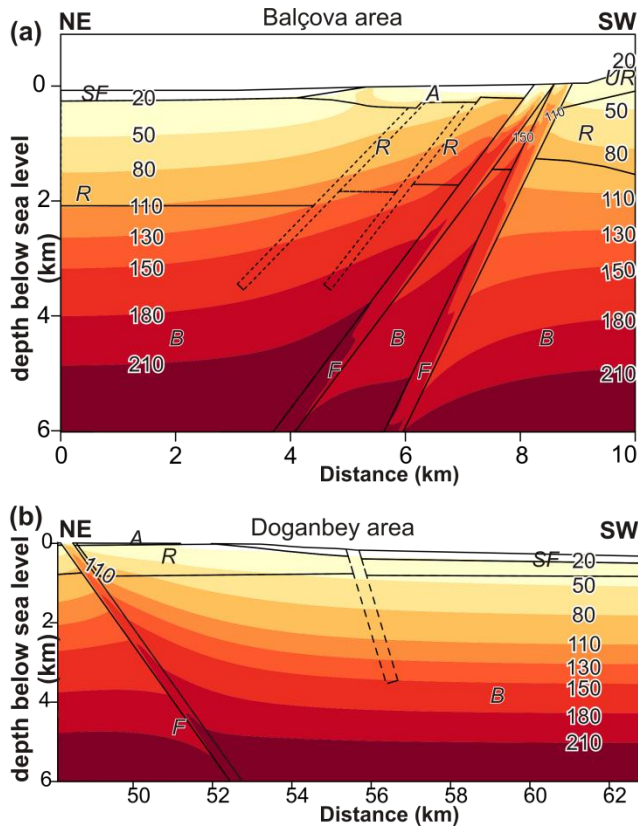 (a) NE Balçova area SW
0 SF 20 A 20 UR
50 110 50
80 R R 150 R 80
2 R 110 110
130 130
150 150
4 180 B B B 180
210 F F 210
6
0 2 4 6 8 10
Distance (km)
depth below sea level (km)
(b) NE Doganbey area SW
0 A R SF 20
110 50
2 80
110
130
4 B 150
F 180
210
6
50 52 54 56 58 60 62
Distance (km)
depth below sea level (km)